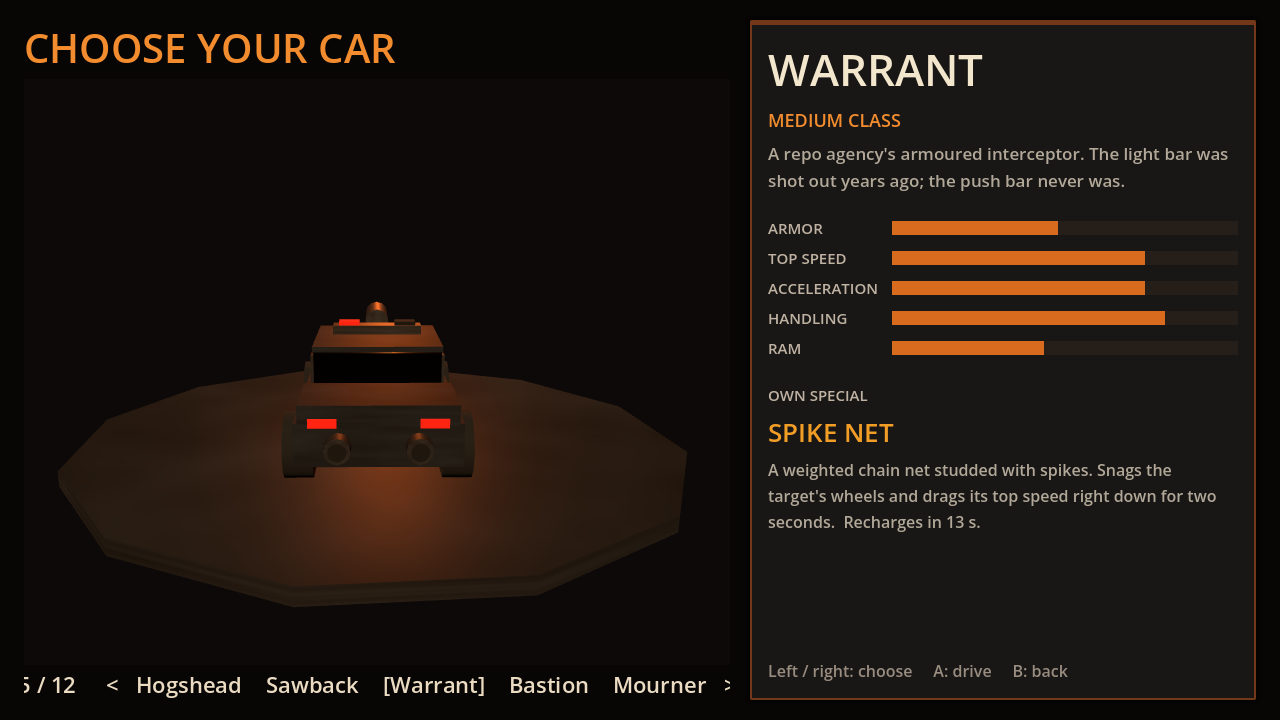 CHOOSE YOUR CAR
5 / 12 < Hogshead Sawback [Warrant] Bastion Mourner >
WARRANT
MEDIUM CLASS
A repo agency's armoured interceptor. The light bar was
shot out years ago; the push bar never was.
ARMOR
TOP SPEED
ACCELERATION
HANDLING
RAM
OWN SPECIAL
SPIKE NET
A weighted chain net studded with spikes. Snags the
target's wheels and drags its top speed right down for two
seconds.  Recharges in 13 s.
Left / right: choose A: drive B: back